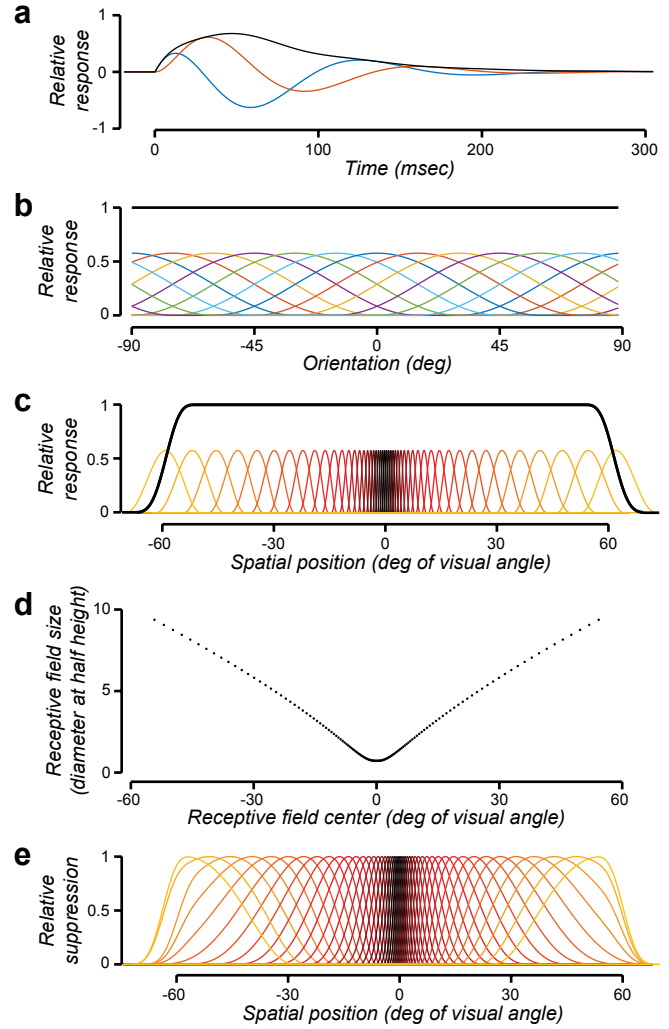 a
Relative
response
1
0
-1
0
100
200
300
Time (msec)
b
Relative
response
1
0.5
0
-90
-45
0
45
90
Orientation (deg)
c
Relative
response
1
0.5
0
-60
-30
0
30
60
Spatial position (deg of visual angle)
d
Receptive field size
(diameter at half height)
10
5
0
-60
-30
0
30
60
Receptive field center (deg of visual angle)
e
Relative
suppression
1
0.5
0
-60
-30
0
30
60
Spatial position (deg of visual angle)